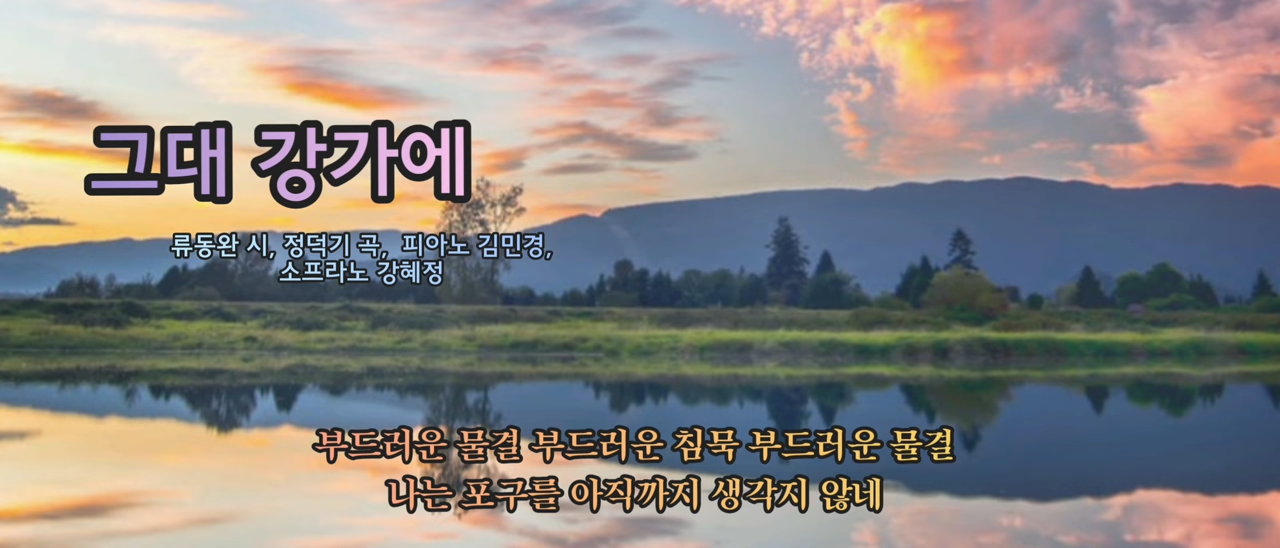 그대 강가에
류동완 시, 정덕기 곡,  피아노 김민경,
소프라노 강혜정
부드러운 물결 부드러운 침묵 부드러운 물결
나는 포구를 아직까지 생각지 않네